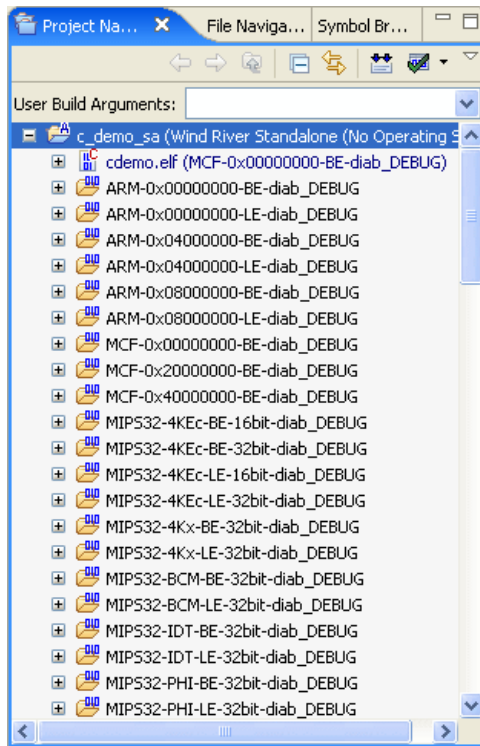 Project Na... File Naviga... Symbol Br...
User Build Arguments:
c_demo_sa (Wind River Standalone (No Operating S
cdemo.elf (MCF-0x00000000-BE-diab_DEBUG)
ARM-0x00000000-BE-diab_DEBUG
ARM-0x00000000-LE-diab_DEBUG
ARM-0x04000000-BE-diab_DEBUG
ARM-0x04000000-LE-diab_DEBUG
ARM-0x08000000-BE-diab_DEBUG
ARM-0x08000000-LE-diab_DEBUG
MCF-0x00000000-BE-diab_DEBUG
MCF-0x20000000-BE-diab_DEBUG
MCF-0x40000000-BE-diab_DEBUG
MIPS32-4KEc-BE-16bit-diab_DEBUG
MIPS32-4KEc-BE-32bit-diab_DEBUG
MIPS32-4KEc-LE-16bit-diab_DEBUG
MIPS32-4KEc-LE-32bit-diab_DEBUG
MIPS32-4Kx-BE-32bit-diab_DEBUG
MIPS32-4Kx-LE-32bit-diab_DEBUG
MIPS32-BCM-BE-32bit-diab_DEBUG
MIPS32-BCM-LE-32bit-diab_DEBUG
MIPS32-IDT-BE-32bit-diab_DEBUG
MIPS32-IDT-LE-32bit-diab_DEBUG
MIPS32-PHI-BE-32bit-diab_DEBUG
MIPS32-PHI-LE-32bit-diab_DEBUG